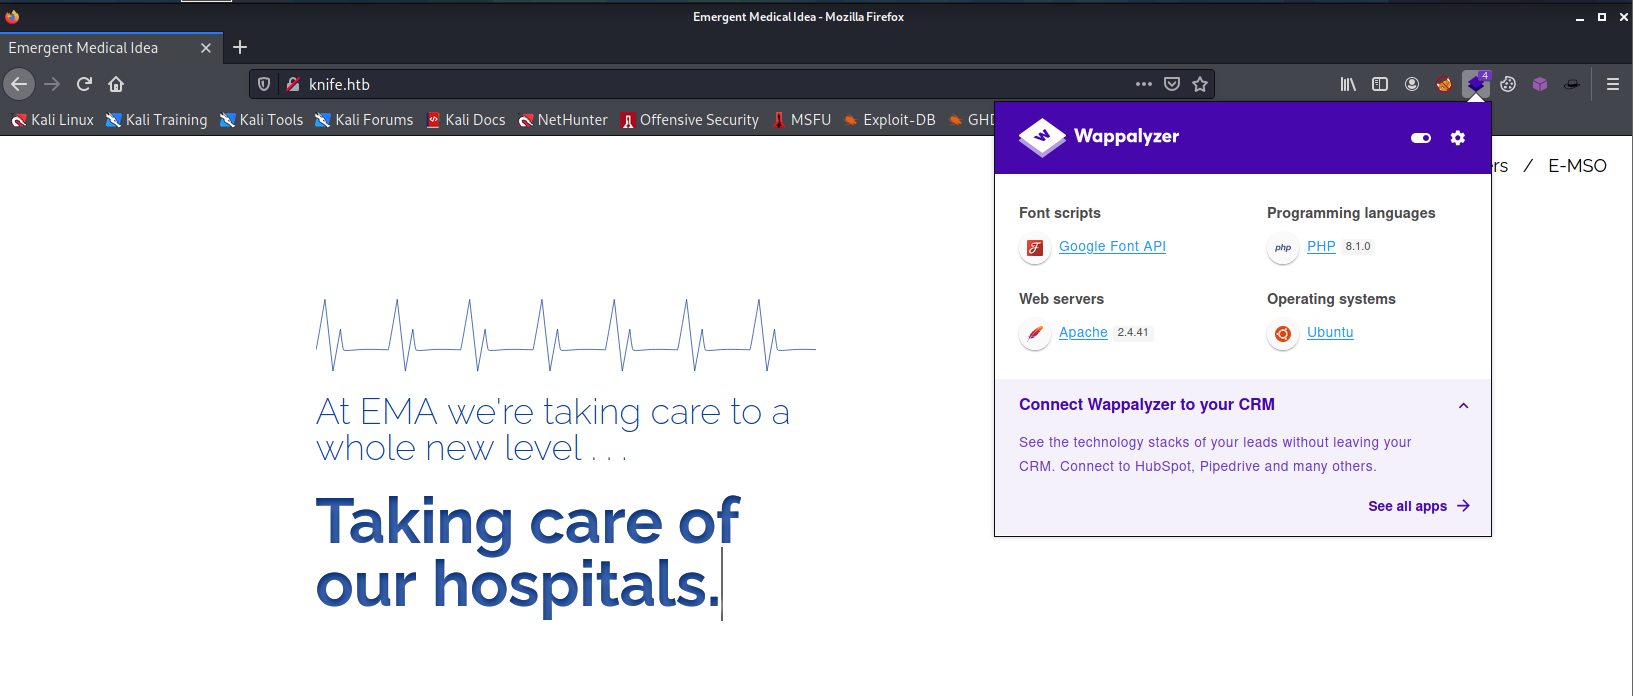 Emergent Medical Idea - Mozilla Firefox
Emergent Medical Idea
knife.htb
4
Kali Linux Kali Training Kali Tools Kali Forums Kali Docs NetHunter Offensive Security MSFU Exploit-DB GHD
Wappalyzer
ers / E-MSO
Font scripts Programming languages
Google Font API php PHP 8.1.0
Web servers Operating systems
Apache 2.4.41 Ubuntu
At EMA we're taking care to a
whole new level . . .
Taking care of
our hospitals.
Connect Wappalyzer to your CRM
See the technology stacks of your leads without leaving your
CRM. Connect to HubSpot, Pipedrive and many others.
See all apps